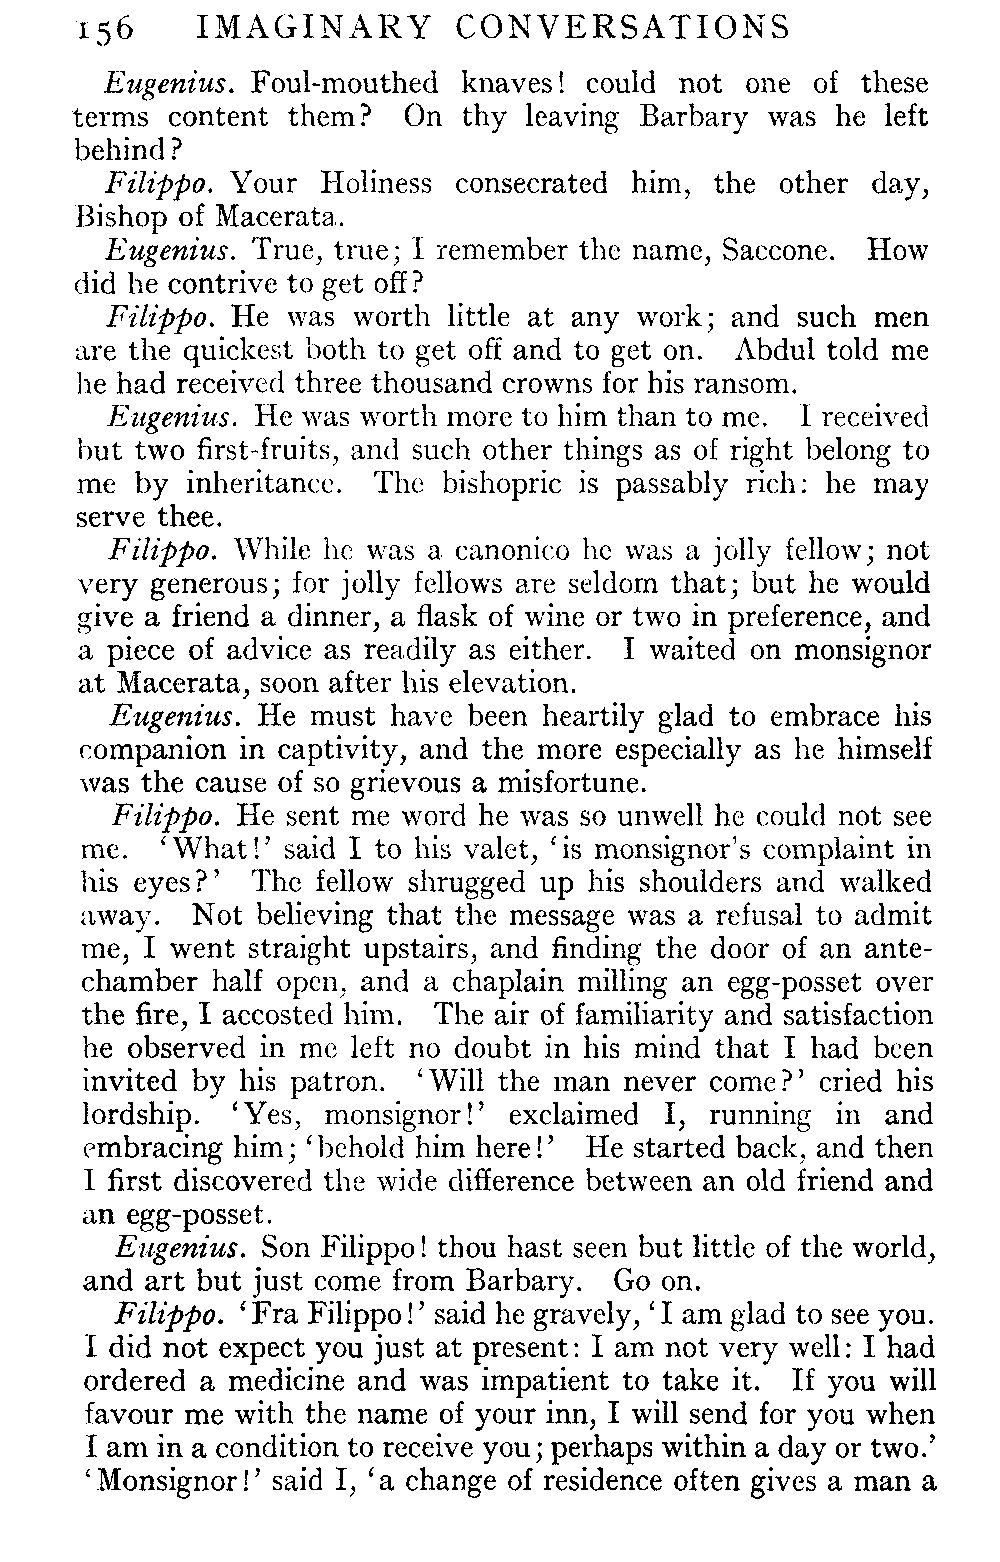 156 IMAGINARY CONVERSATIONS
Eugenius. Foul-mouthed knaves! could not one of these
terms content them? On thy leaving Barbary was he left
behind?
Filippo. Your Holiness consecrated him, the other day,
Bishop of Macerata.
Eugenius. True, true; I remember the name, Saccone. How
did he contrive to get off?
Filippo. He was worth little at any work; and such men
are the quickest both to get off and to get on. Abdul told me
he had received three thousand crowns for his ransom.
Eugenius. He was worth more to him than to me. I received
but two first-fruits, and such other things as of right belong to
me by inheritance. The bishopric is passably rich: he may
serve thee.
Filippo. While he was a canonico he was a jolly fellow; not
very generous; for jolly fellows are seldom that; but he would
give a friend a dinner, a flask of wine or two in preference, and
a piece of advice as readily as either. I waited on monsignor
at Macerata, soon after his elevation.
Eugenius. He must have been heartily glad to embrace his
companion in captivity, and the more especially as he himself
was the cause of so grievous a misfortune.
Filippo. He sent me word he was so unwell he could not see
me. ‘What!’ said I to his valet, ‘is monsignor's complaint in
his eyes?’ The fellow shrugged up his shoulders and walked
away. Not believing that the message was a refusal to admit
me, I went straight upstairs, and finding the door of an ante-
chamber half open, and a chaplain milling an egg-posset over
the fire, I accosted him. The air of familiarity and satisfaction
he observed in me left no doubt in his mind that I had been
invited by his patron. ‘Will the man never come?’ cried his
lordship. ‘Yes, monsignor!’ exclaimed I, running in and
embracing him; ‘behold him here!’ He started back, and then
I first discovered the wide difference between an old friend and
an egg-posset.
Eugenius. Son Filippo! thou hast seen but little of the world,
and art but just come from Barbary. Go on.
Filippo. ‘Fra Filippo!’ said he gravely, ‘I am glad to see you.
I did not expect you just at present: I am not very well: I had
ordered a medicine and was impatient to take it. If you will
favour me with the name of your inn, I will send for you when
I am in a condition to receive you; perhaps within a day or two.’
‘Monsignor!’ said I, ‘a change of residence often gives a man a